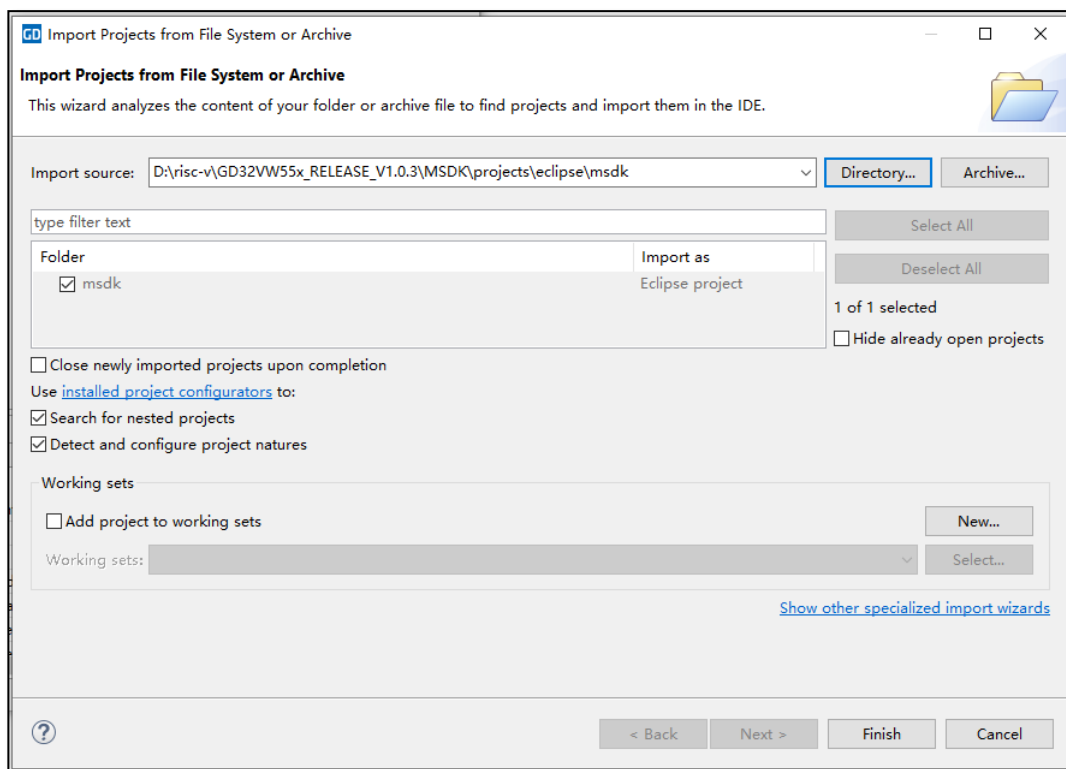 GD Import Projects from File System or Archive
Import Projects from File System or Archive
This wizard analyzes the content of your folder or archive file to find projects and import them in the IDE.
Import source: D:\risc-v\GD32VW55x_RELEASE_V1.0.3\MSDK\projects\eclipse\msdk Directory... Archive...
type filter text Select All
Folder Import as
Deselect All
msdk Eclipse project
1 of 1 selected
Hide already open projects
Close newly imported projects upon completion
Use installed project configurators to:
Search for nested projects
Detect and configure project natures
Working sets
Add project to working sets New...
Working sets: Select...
Show other specialized import wizards
? < Back Next > Finish Cancel